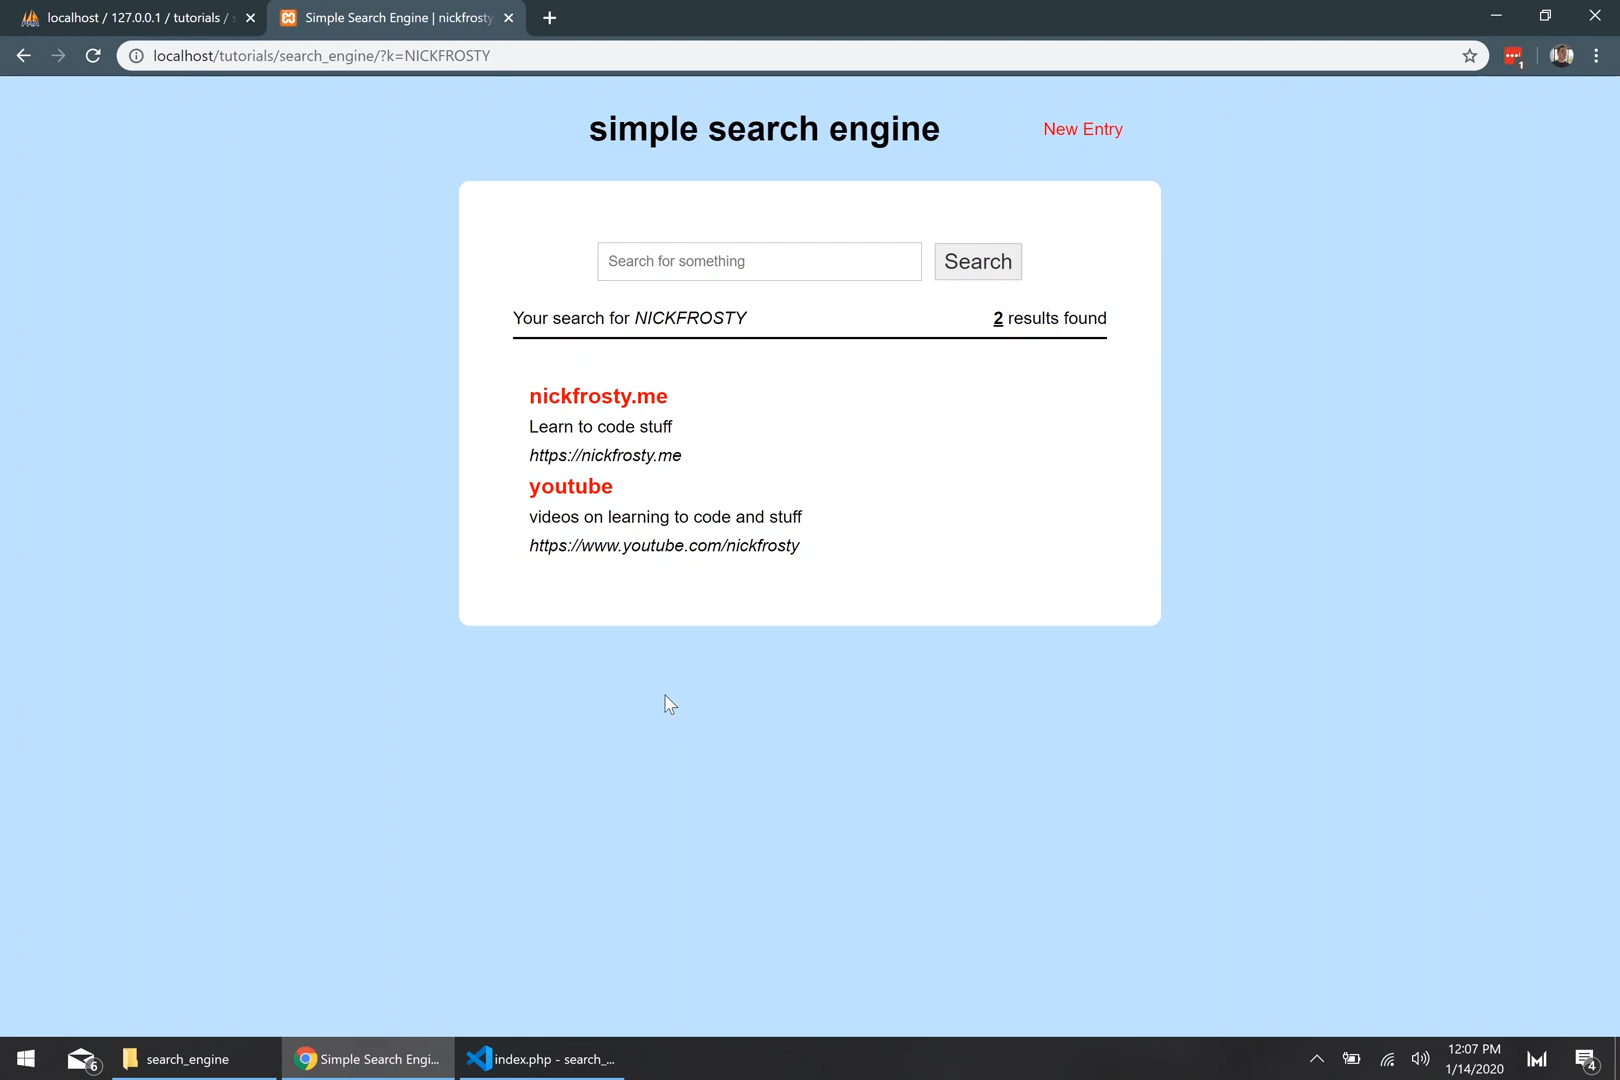 localhost / 127.0.0.1 / tutorials /
Simple Search Engine | nickfrosty
localhost/tutorials/search_engine/?k=NICKFROSTY
1
simple search engine
New Entry
Search for something
Search
Your search for NICKFROSTY
2 results found
nickfrosty.me
Learn to code stuff
https://nickfrosty.me
youtube
videos on learning to code and stuff
https://www.youtube.com/nickfrosty
6
search_engine
Simple Search Engi...
index.php - search_...
12:07 PM
1/14/2020
4